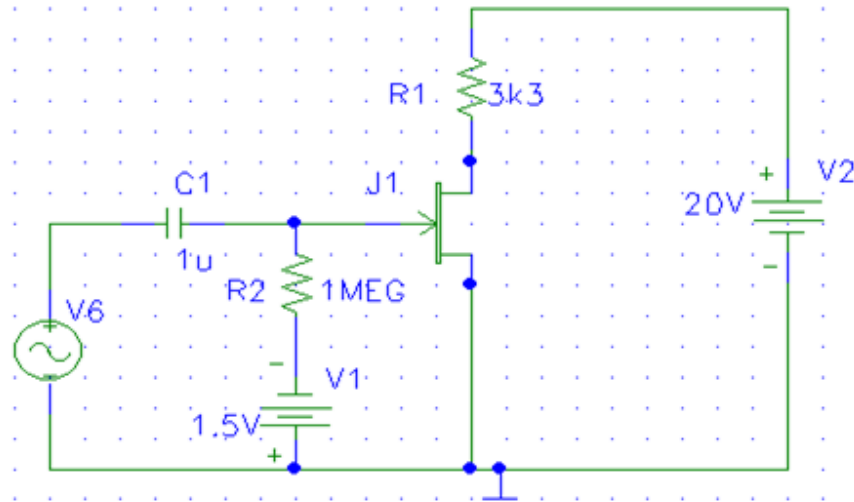 R1
3k3
C1
J1
V2
+
20V
1u
R2
1MEG
-
V6
+
-
-
V1
1.5V
+